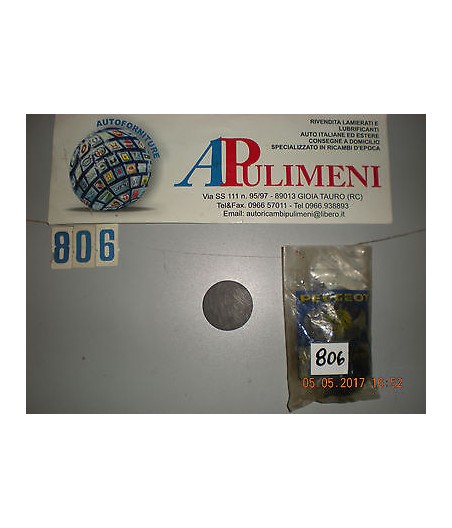 AUTOFORNITURE
APULIMENI
RIVENDITA LAMIERATI E
LUBRIFICANTI
AUTO ITALIANE ED ESTERE
CONSEGNE A DOMICILIO
SPECIALIZZATO IN RICAMBI D'EPOCA
Via SS 111 n. 95/97 - 89013 GIOIA TAURO (RC)
Tel&Fax. 0966 57011 - Tel. 0966 938893
Email: autoricambipulimeni@libero.it
806
PEUGEOT
806
05.05.2017 16:52